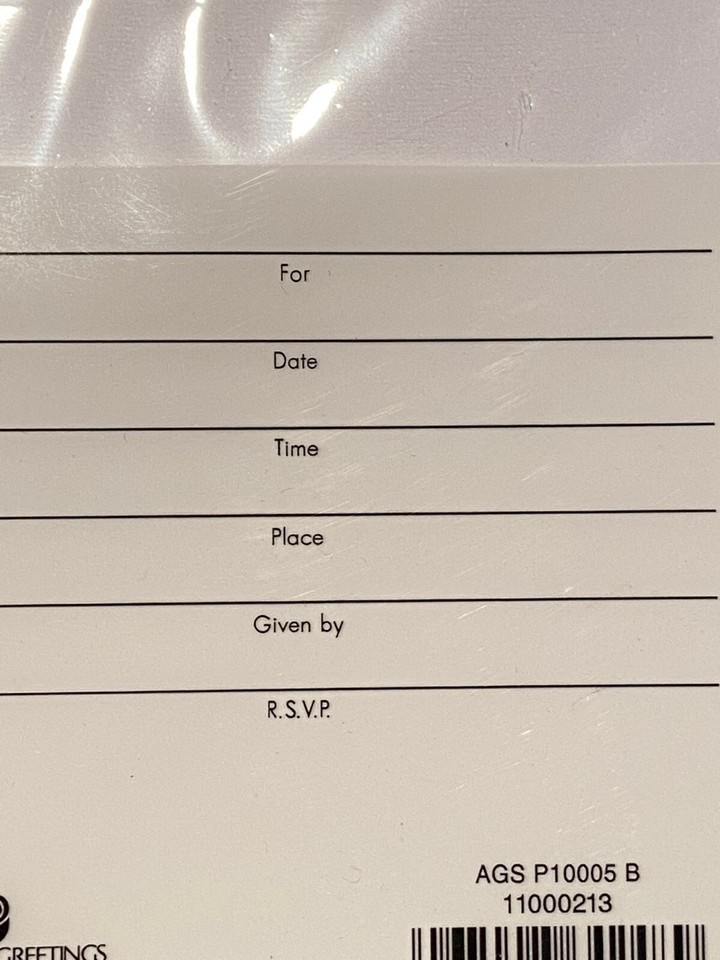 For
Date
Time
Place
Given by
R.S.V.P.
AGS P10005 B
11000213
GREETINGS